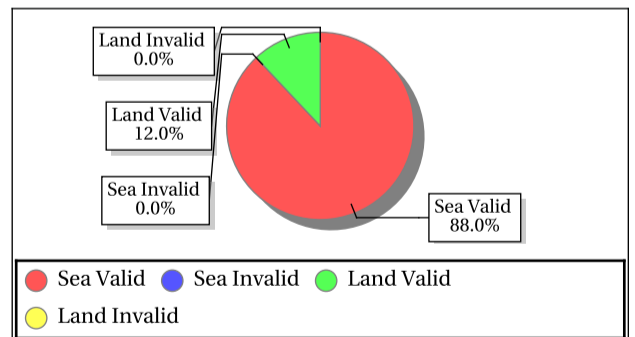 Land Invalid
0.0%
Land Valid
12.0%
Sea Invalid
0.0%
Sea Valid
88.0%
Sea Valid Sea Invalid Land Valid
Land Invalid